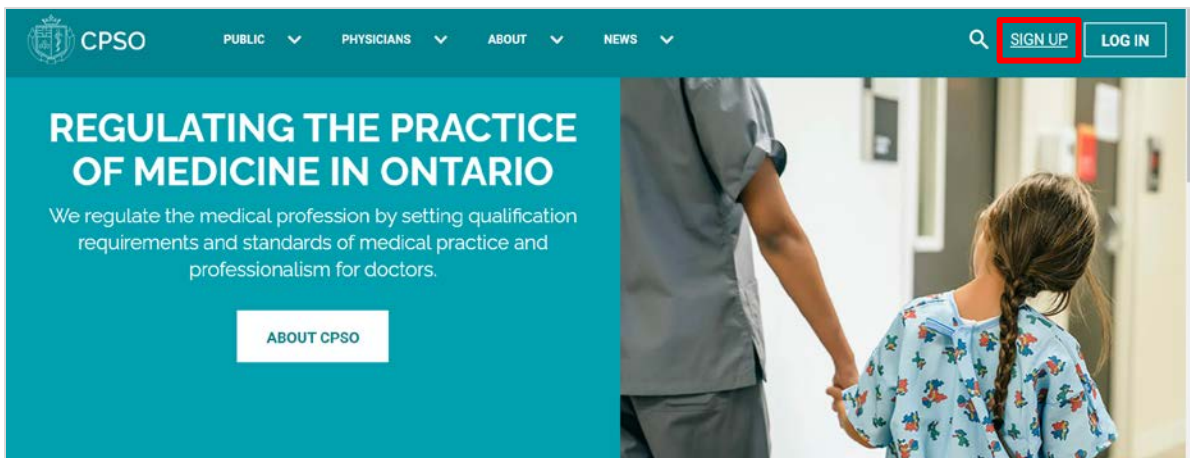 CPSO
PUBLIC
PHYSICIANS
ABOUT
NEWS
SIGN UP
LOG IN
REGULATING THE PRACTICE
OF MEDICINE IN ONTARIO
We regulate the medical profession by setting qualification
requirements and standards of medical practice and
professionalism for doctors.
ABOUT CPSO